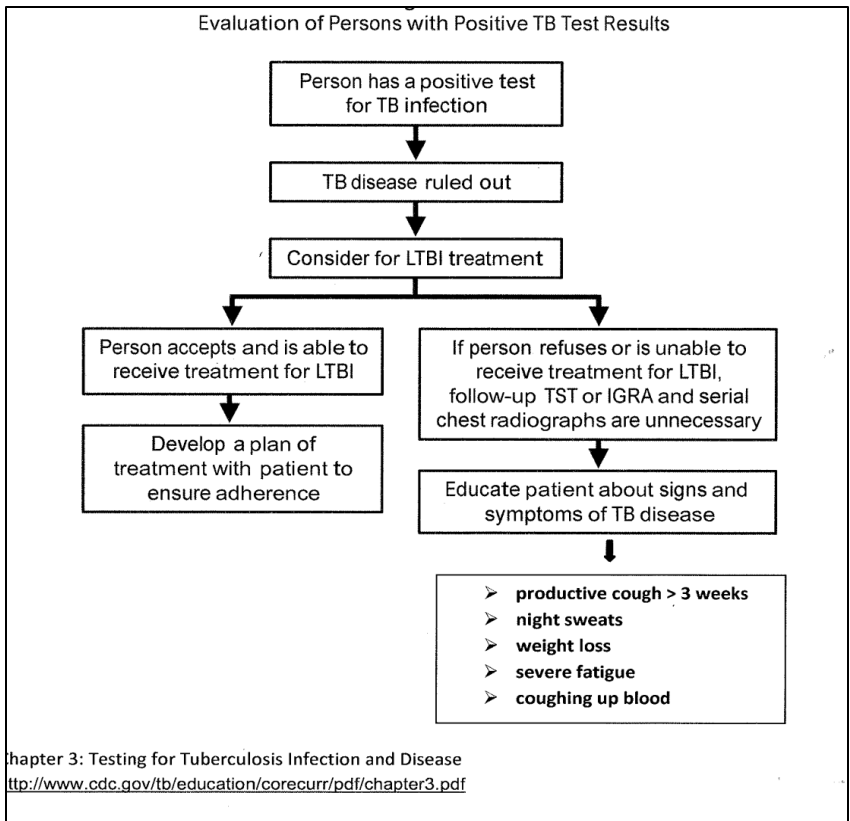 Evaluation of Persons with Positive TB Test Results
Person has a positive test
for TB infection
TB disease ruled out
Consider for LTBI treatment
Person accepts and is able to
receive treatment for LTBI
Develop a plan of
treatment with patient to
ensure adherence
If person refuses or is unable to
receive treatment for LTBI,
follow-up TST or IGRA and serial
chest radiographs are unnecessary
Educate patient about signs and
symptoms of TB disease
➢ productive cough > 3 weeks
➢ night sweats
➢ weight loss
➢ severe fatigue
➢ coughing up blood
hapter 3: Testing for Tuberculosis Infection and Disease
ttp://www.cdc.gov/tb/education/corecurr/pdf/chapter3.pdf